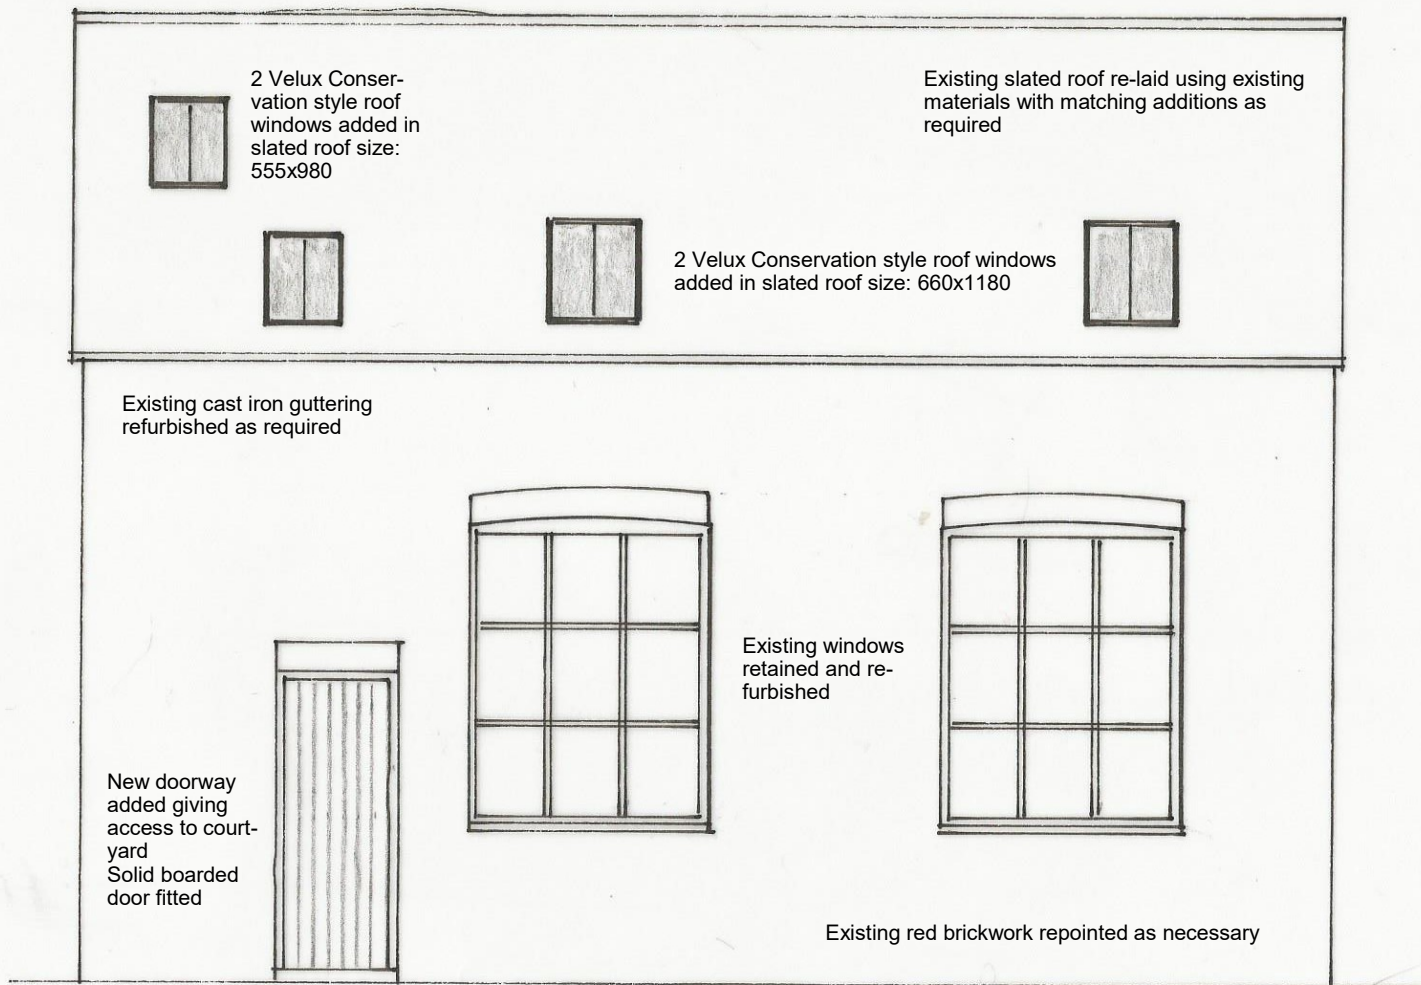 2 Velux Conser-
vation style roof
windows added in
slated roof size:
555x980
Existing slated roof re-laid using existing
materials with matching additions as
required
2 Velux Conservation style roof windows
added in slated roof size: 660x1180
Existing cast iron guttering
refurbished as required
Existing windows
retained and re-
furbished
New doorway
added giving
access to court-
yard
Solid boarded
door fitted
Existing red brickwork repointed as necessary